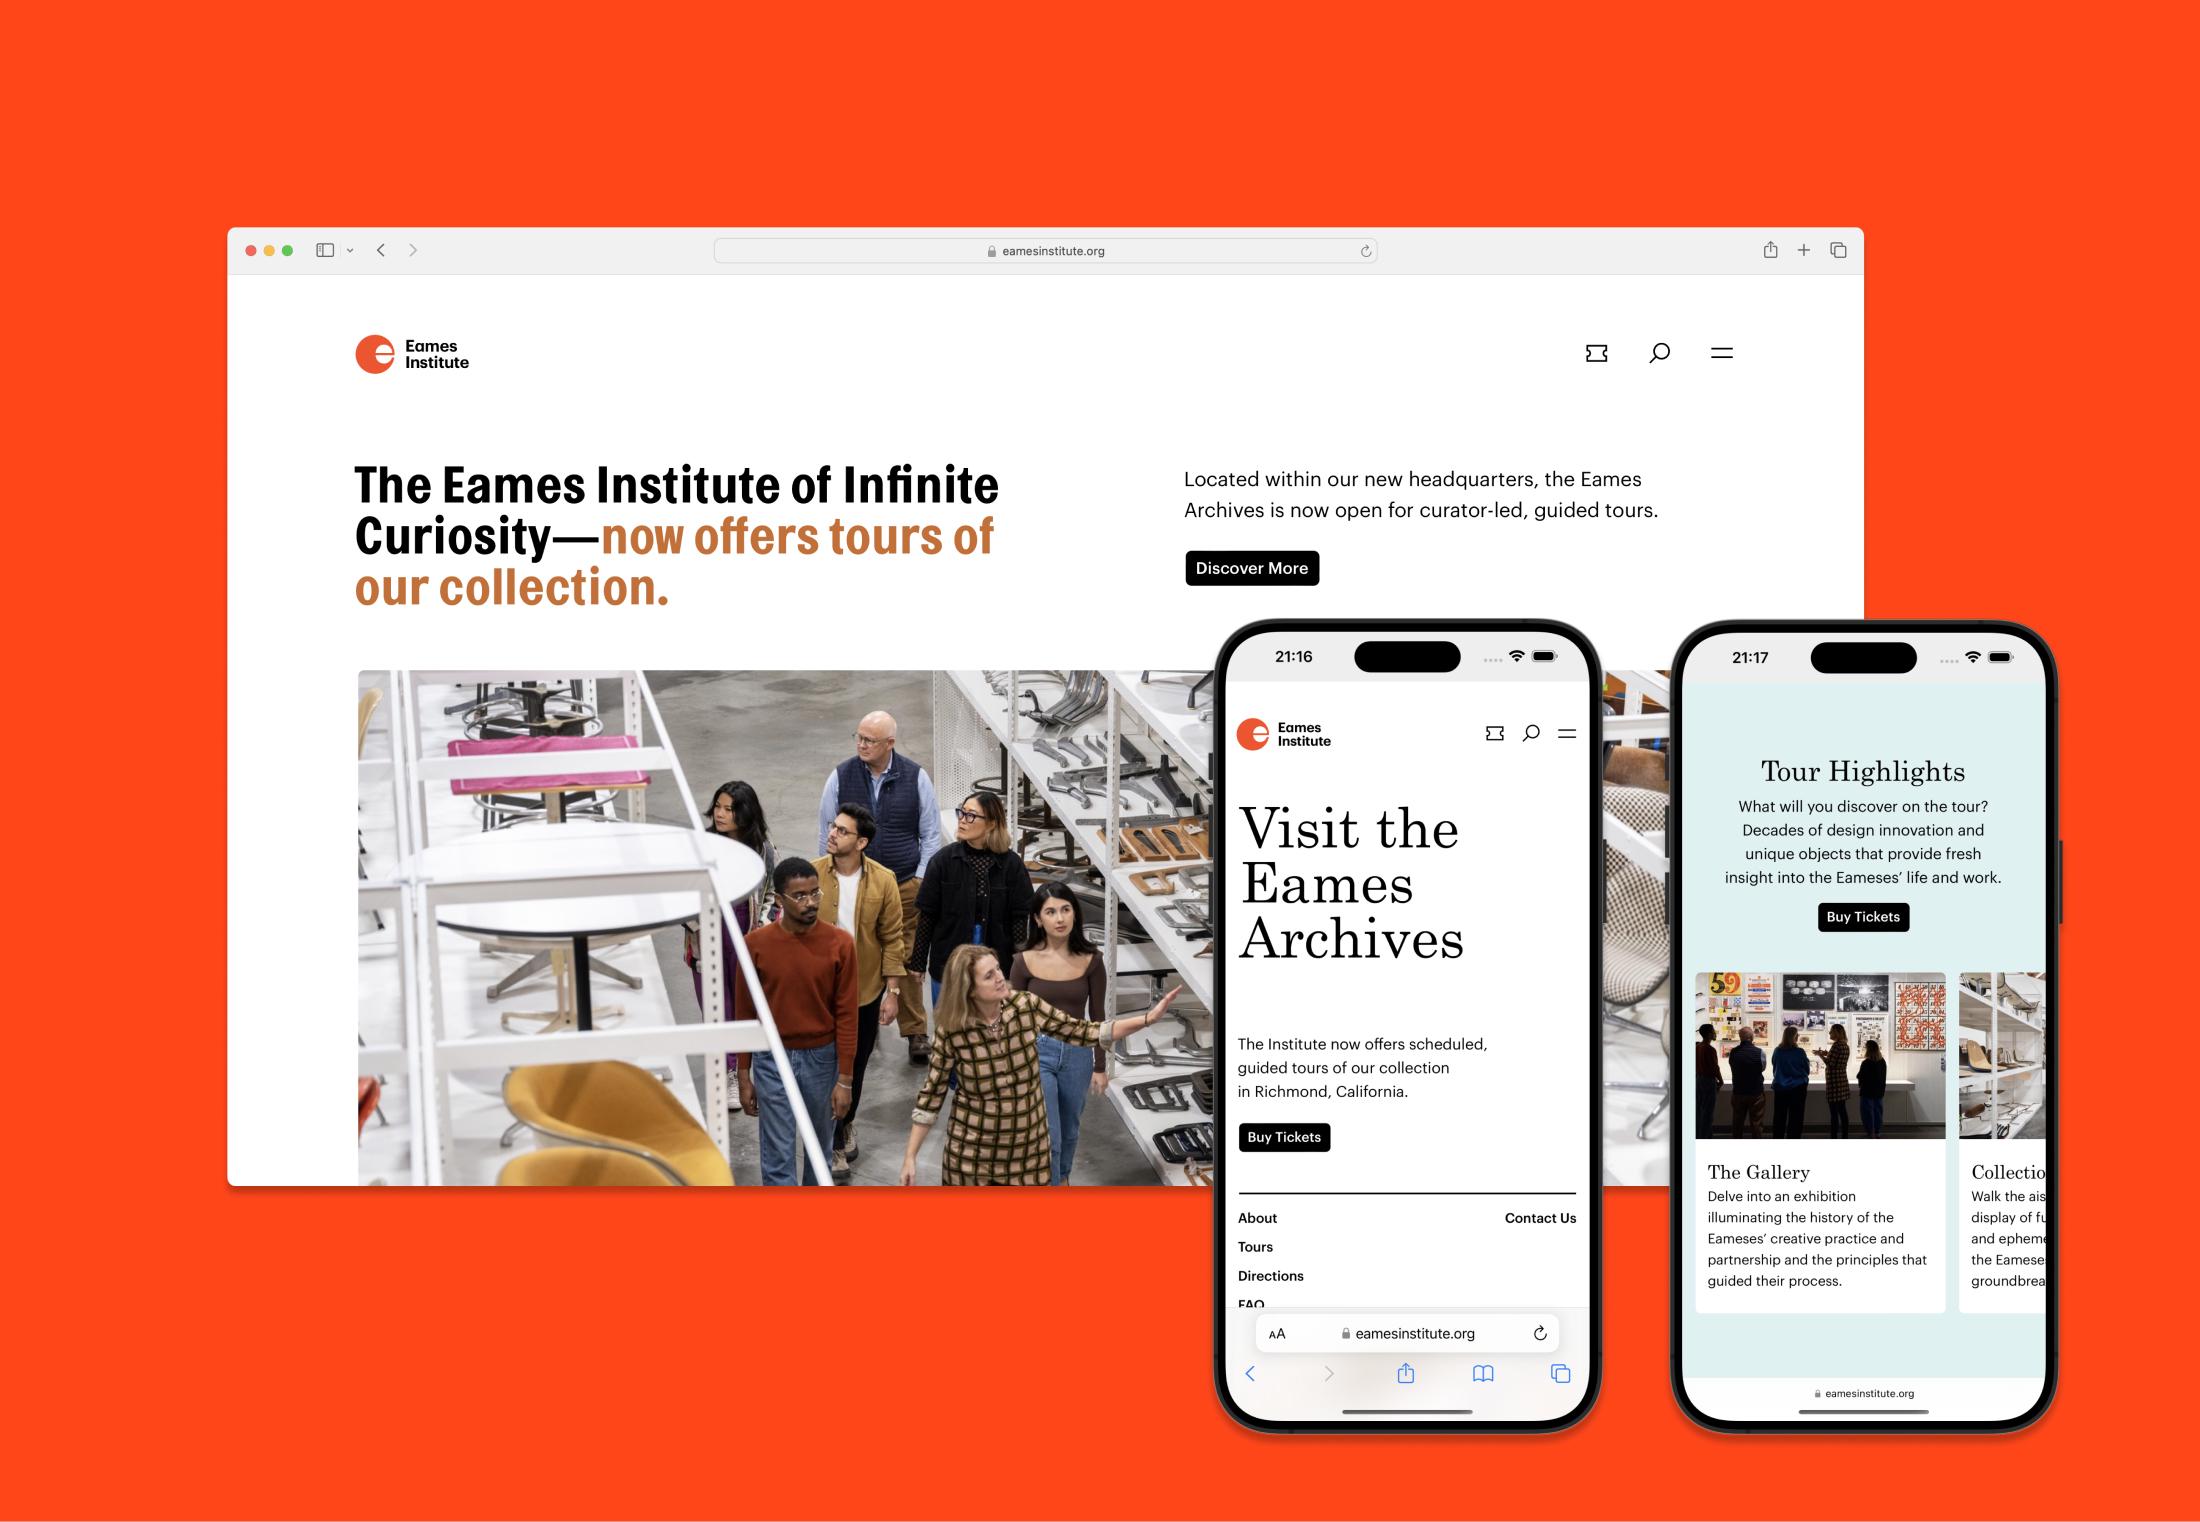 eamesinstitute.org
Eames
Institute
The Eames Institute of Infinite
Curiosity—now offers tours of
our collection.
Located within our new headquarters, the Eames
Archives is now open for curator-led, guided tours.
Discover More
21:16
Eames
Institute
Visit the
Eames
Archives
The Institute now offers scheduled,
guided tours of our collection
in Richmond, California.
Buy Tickets
About
Contact Us
Tours
Directions
FAQ
AA
eamesinstitute.org
21:17
Tour Highlights
What will you discover on the tour?
Decades of design innovation and
unique objects that provide fresh
insight into the Eameses’ life and work.
Buy Tickets
59
The Gallery
Delve into an exhibition
illuminating the history of the
Eameses’ creative practice and
partnership and the principles that
guided their process.
Collectio
Walk the ais
display of fu
and epheme
the Eameses
groundbrea
eamesinstitute.org